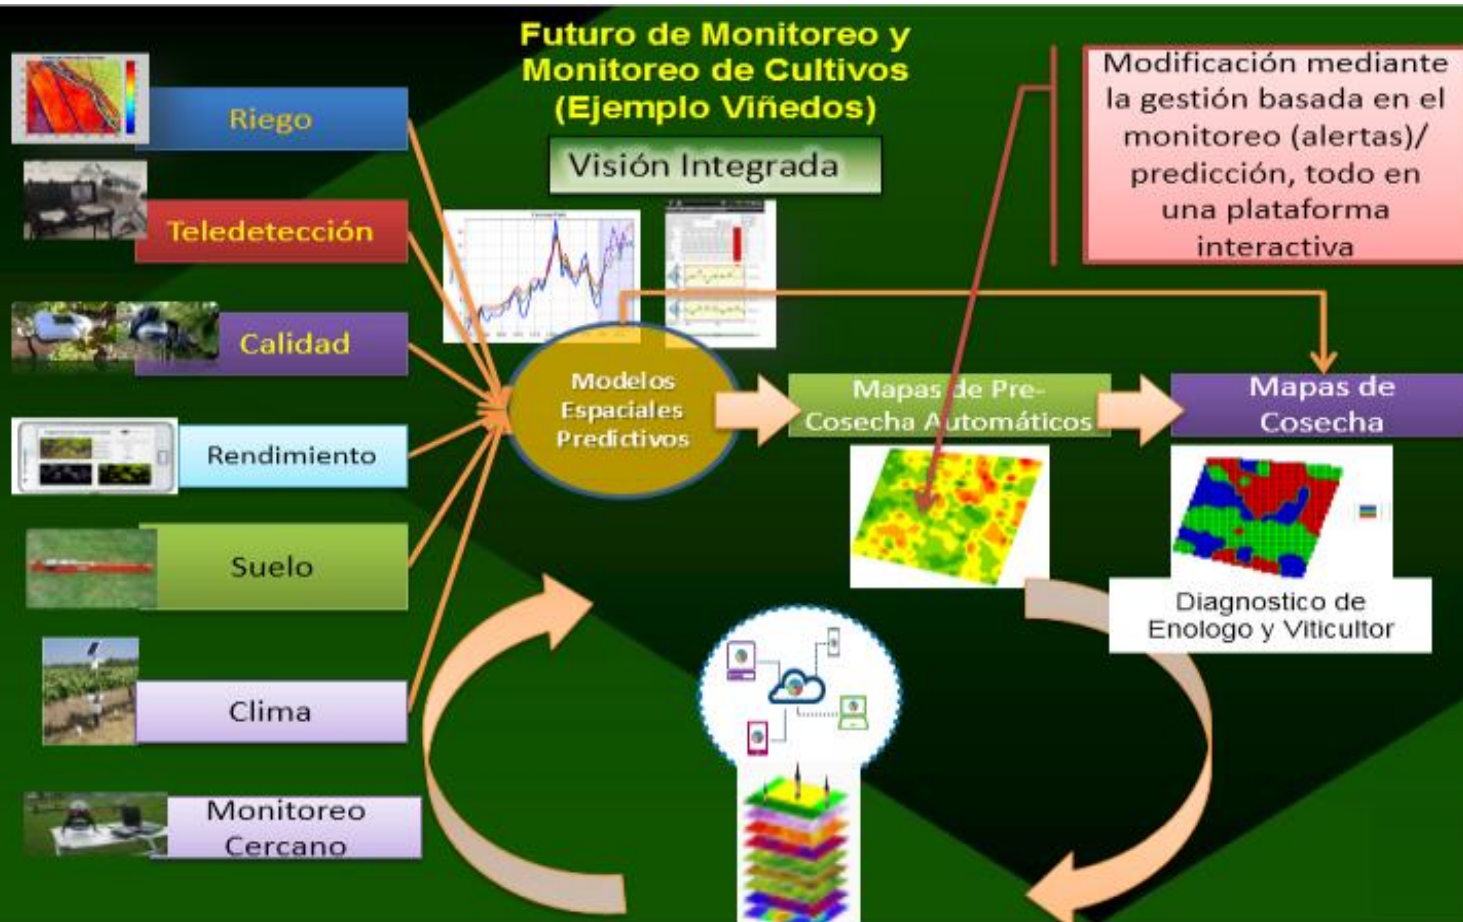 Futuro de Monitoreo y
Monitoreo de Cultivos
(Ejemplo Viñedos)
Visión Integrada
Modificación mediante
la gestión basada en el
monitoreo (alertas)/
predicción, todo en
una plataforma
interactiva
Riego
Teledetección
Calidad
Rendimiento
Suelo
Clima
Monitoreo
Cercano
Modelos
Espaciales
Predictivos
Mapas de Pre-
Cosecha Automáticos
Mapas de
Cosecha
Diagnostico de
Enologo y Viticultor